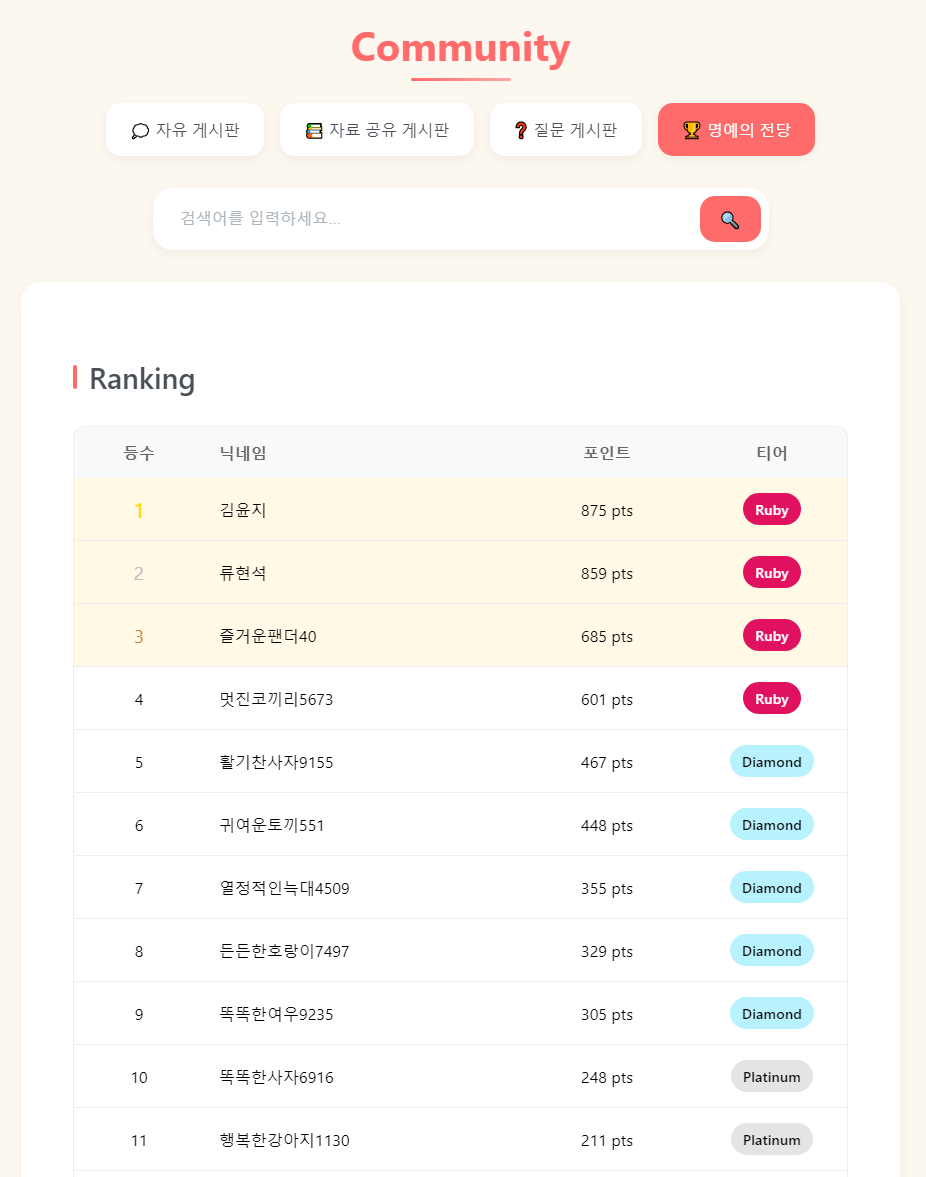 Community
자유 게시판 자료 공유 게시판 질문 게시판 명예의 전당
검색어를 입력하세요...
Ranking
등수 닉네임 포인트 티어
1 김윤지 875 pts Ruby
2 류현석 859 pts Ruby
3 즐거운팬더40 685 pts Ruby
4 멋진코끼리5673 601 pts Ruby
5 활기찬사자9155 467 pts Diamond
6 귀여운토끼551 448 pts Diamond
7 열정적인늑대4509 355 pts Diamond
8 든든한호랑이7497 329 pts Diamond
9 똑똑한여우9235 305 pts Diamond
10 똑똑한사자6916 248 pts Platinum
11 행복한강아지1130 211 pts Platinum